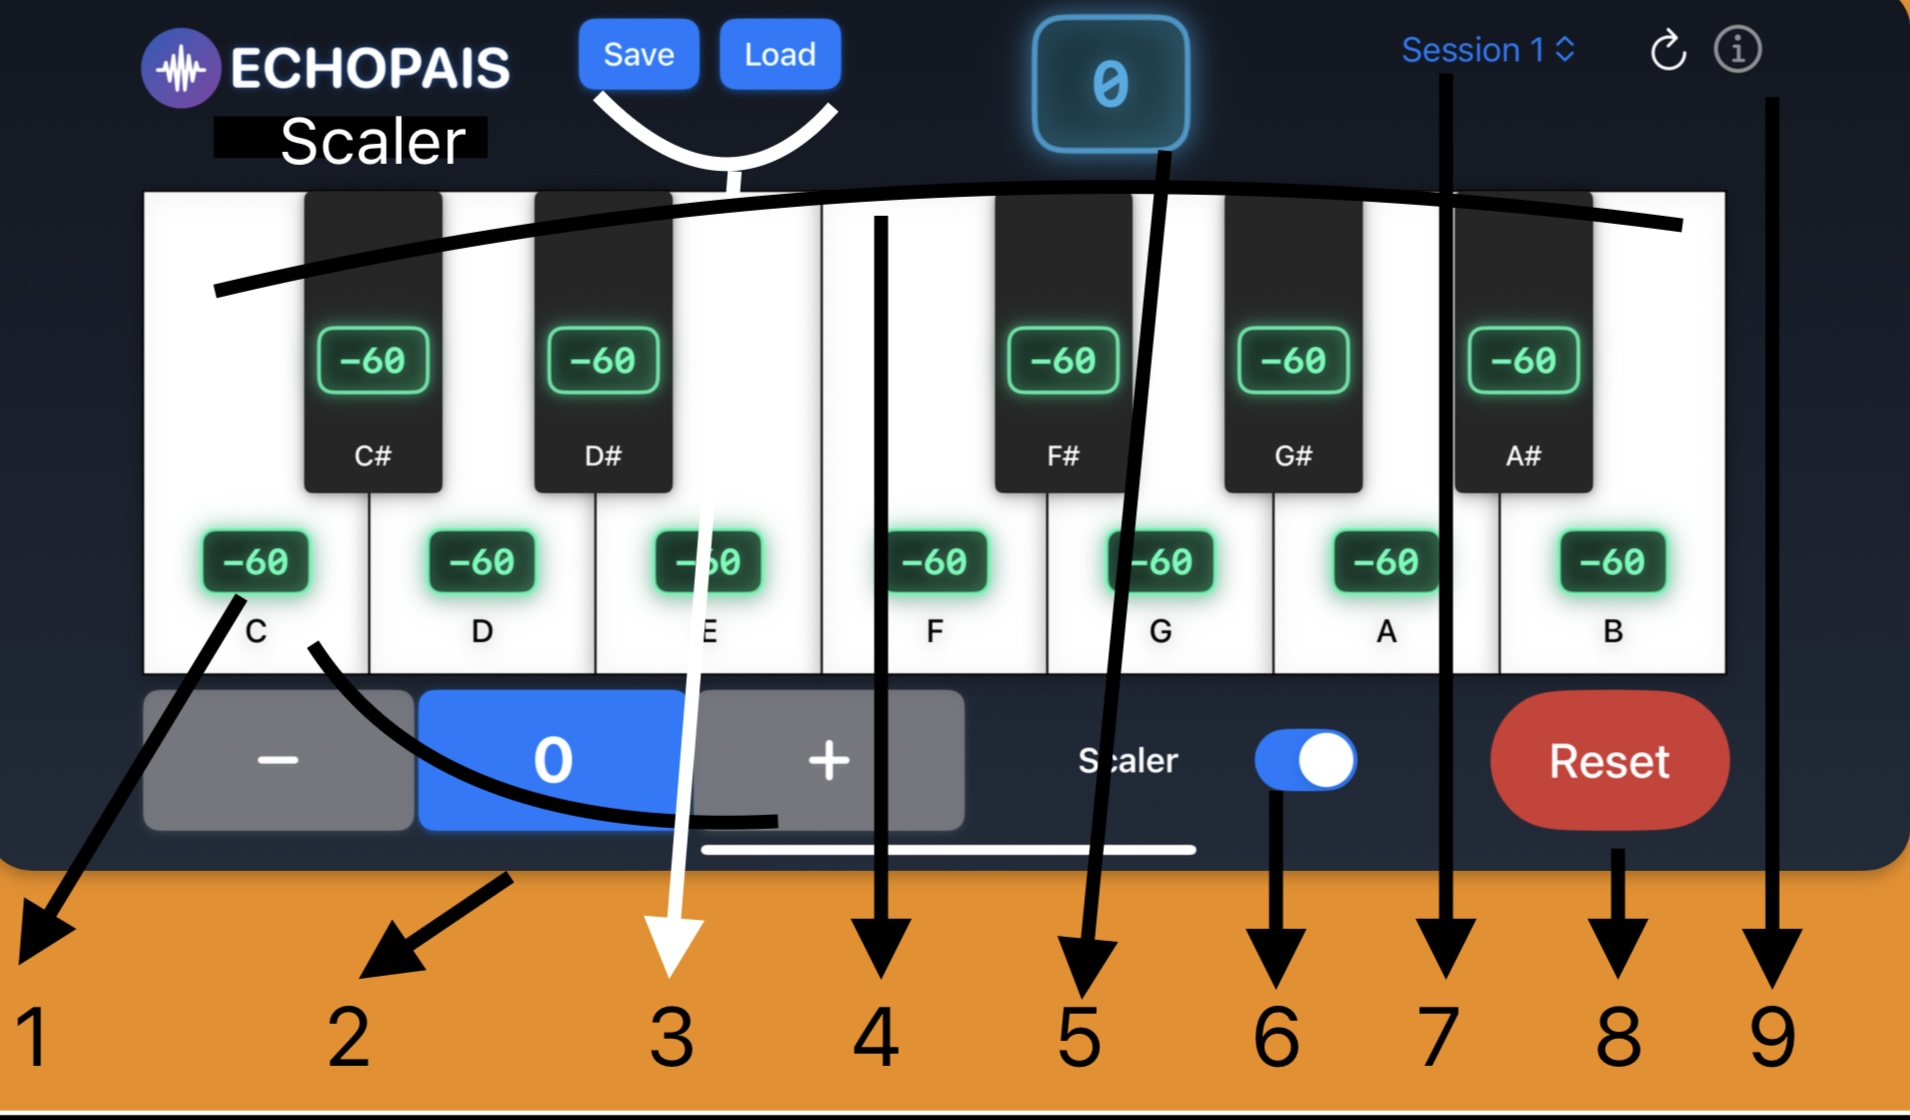 ECHOPAIS Save Load 0 Session 1
Scaler
-60 -60 -60 -60 -60
C# D# F# G# A#
-60 -60 -60 -60 -60 -60 -60
C D E F G A B
− 0 + Scaler Reset
1 2 3 4 5 6 7 8 9